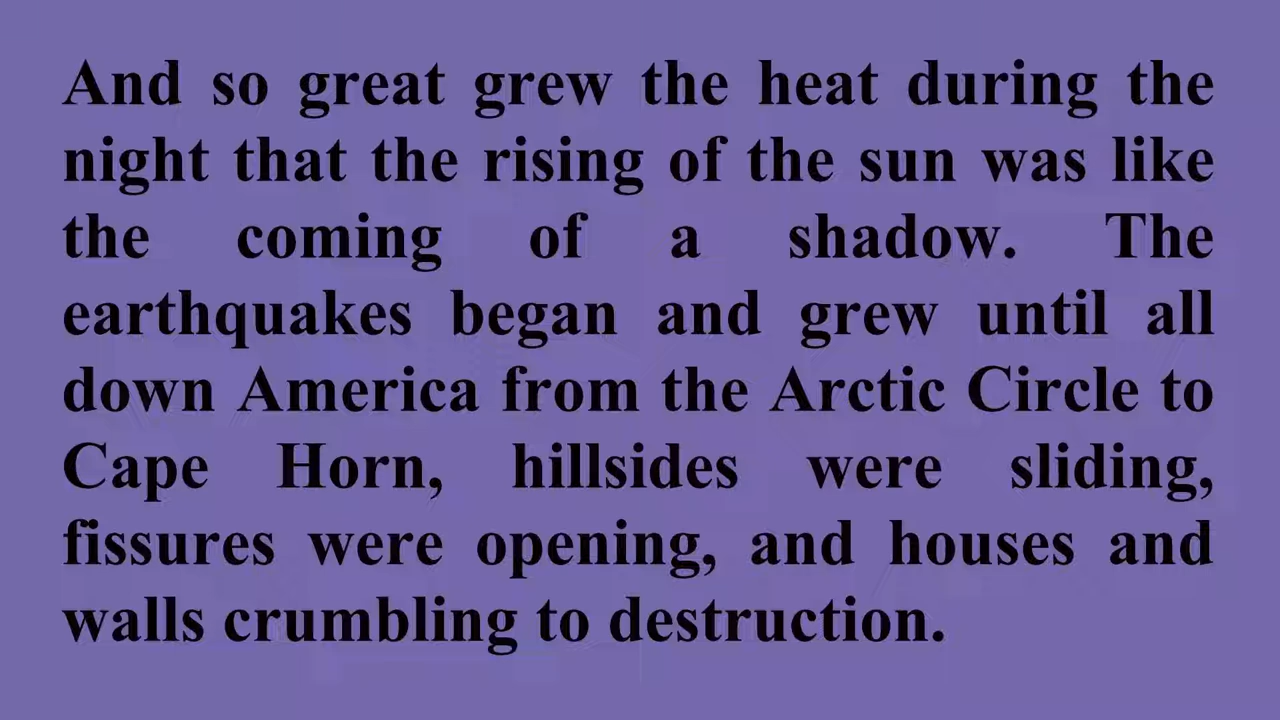 And so great grew the heat during the
night that the rising of the sun was like
the coming of a shadow. The
earthquakes began and grew until all
down America from the Arctic Circle to
Cape Horn, hillsides were sliding,
fissures were opening, and houses and
walls crumbling to destruction.